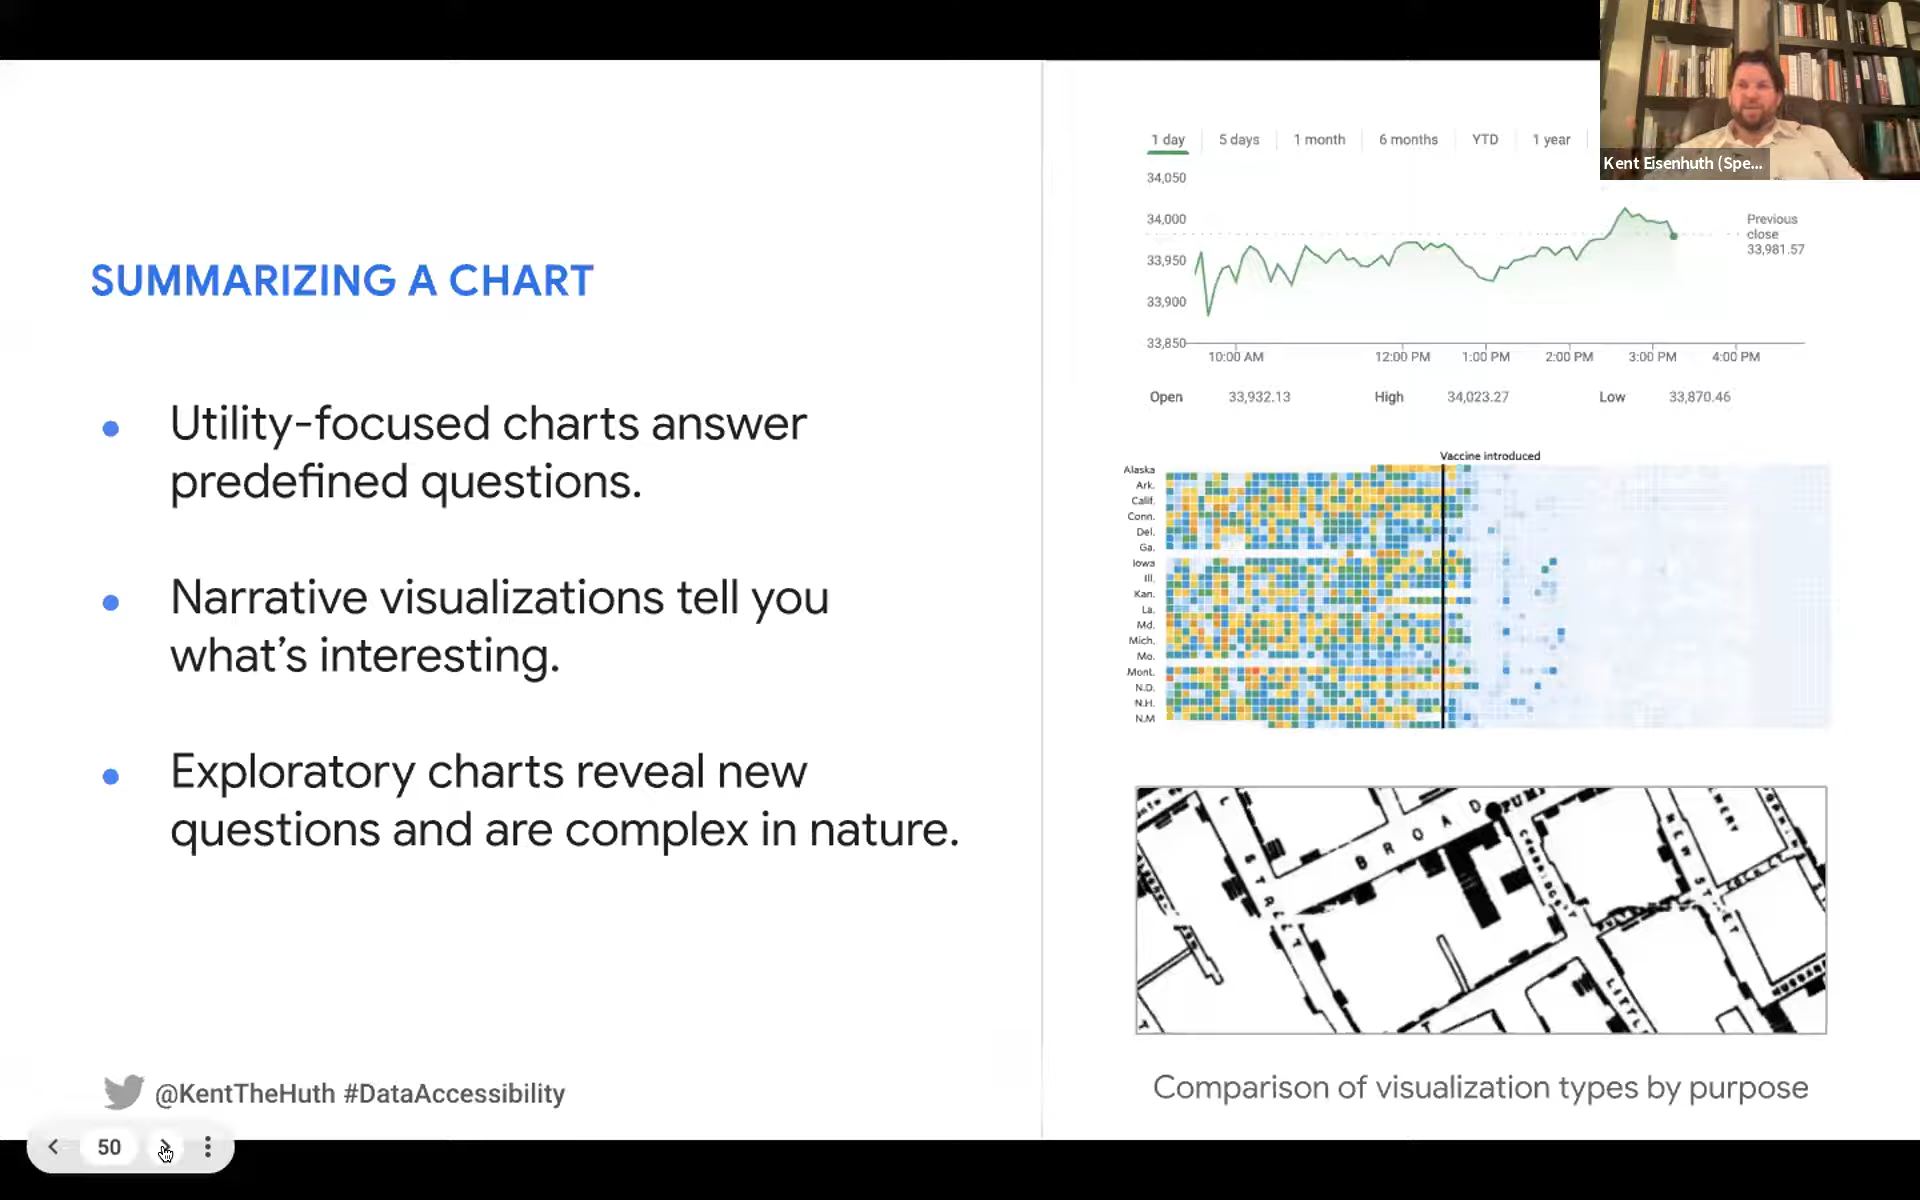 SUMMARIZING A CHART
Utility-focused charts answer
predefined questions.
Narrative visualizations tell you
what's interesting.
Exploratory charts reveal new
questions and are complex in nature.
@KentTheHuth #DataAccessibility
50
1 day 5 days 1 month 6 months YTD 1 year
34,050
34,000
33,950
33,900
33,850
Previous
close
33,981.57
10:00 AM 12:00 PM 1:00 PM 2:00 PM 3:00 PM 4:00 PM
Open 33,932.13 High 34,023.27 Low 33,870.46
Vaccine introduced
Alaska
Ark.
Calif.
Conn.
Del.
Ga.
Iowa
Ill.
Kan.
La.
Md.
Mich.
Mo.
Mont.
N.D.
N.H.
N.M
BROAD
STREET
NEW ST
LITTL
Comparison of visualization types by purpose
Kent Eisenhuth (Spe...